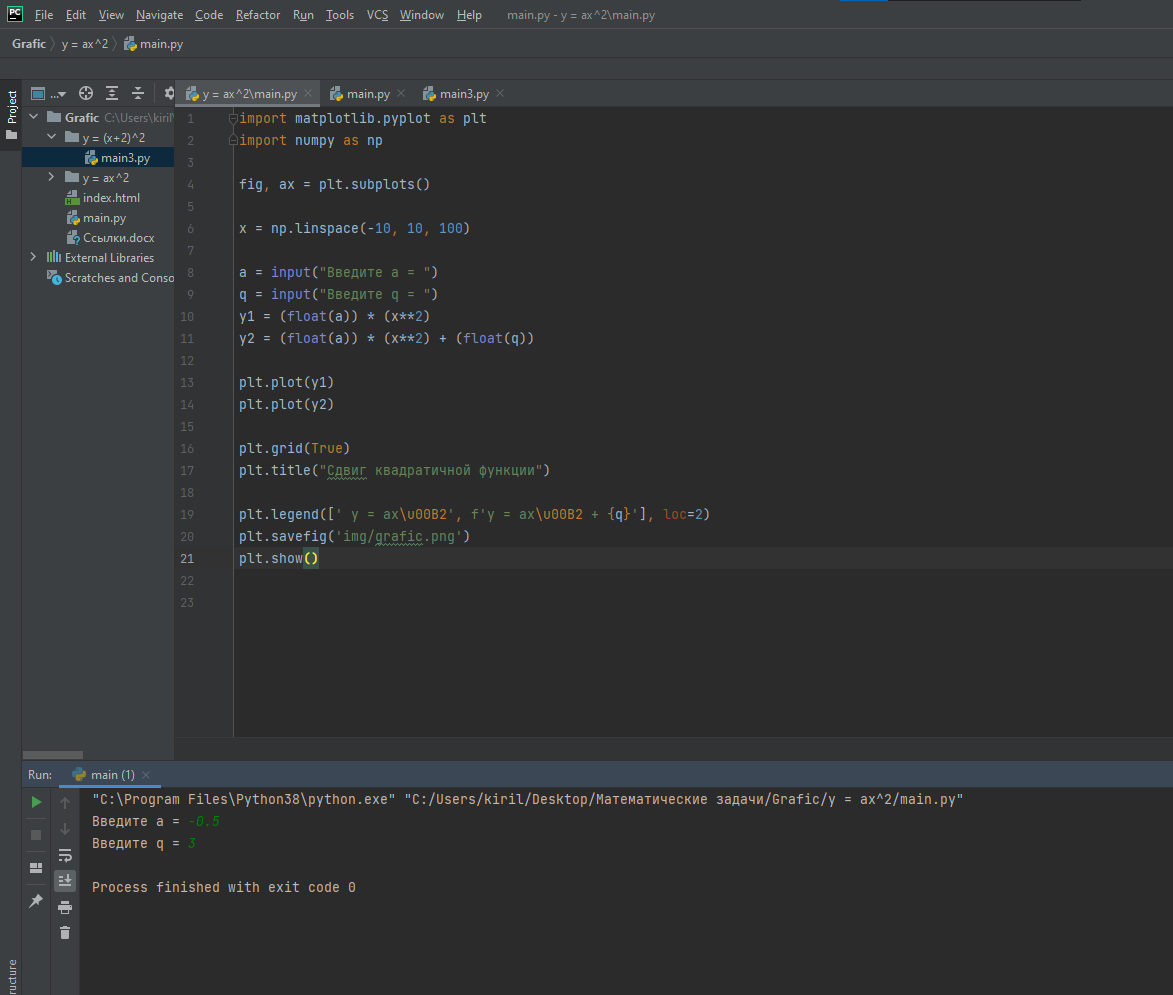 PC File Edit View Navigate Code Refactor Run Tools VCS Window Help main.py - y = ax^2\main.py
Grafic y = ax^2 main.py
Project ... y = ax^2\main.py main.py main3.py
Grafic C:\Users\kiril\
y = (x+2)^2
main3.py
y = ax^2
index.html
main.py
Ссылки.docx
External Libraries
Scratches and Conso
1 import matplotlib.pyplot as plt
2 import numpy as np
3
4 fig, ax = plt.subplots()
5
6 x = np.linspace(-10, 10, 100)
7
8 a = input("Введите a = ")
9 q = input("Введите q = ")
10 y1 = (float(a)) * (x**2)
11 y2 = (float(a)) * (x**2) + (float(q))
12
13 plt.plot(y1)
14 plt.plot(y2)
15
16 plt.grid(True)
17 plt.title("Сдвиг квадратичной функции")
18
19 plt.legend([' y = ax\u00B2', f'y = ax\u00B2 + {q}'], loc=2)
20 plt.savefig('img/grafic.png')
21 plt.show()
22
23
Run: main (1)
"C:\Program Files\Python38\python.exe" "C:/Users/kiril/Desktop/Математические задачи/Grafic/y = ax^2/main.py"
Введите a = -0.5
Введите q = 3
Process finished with exit code 0
ructure